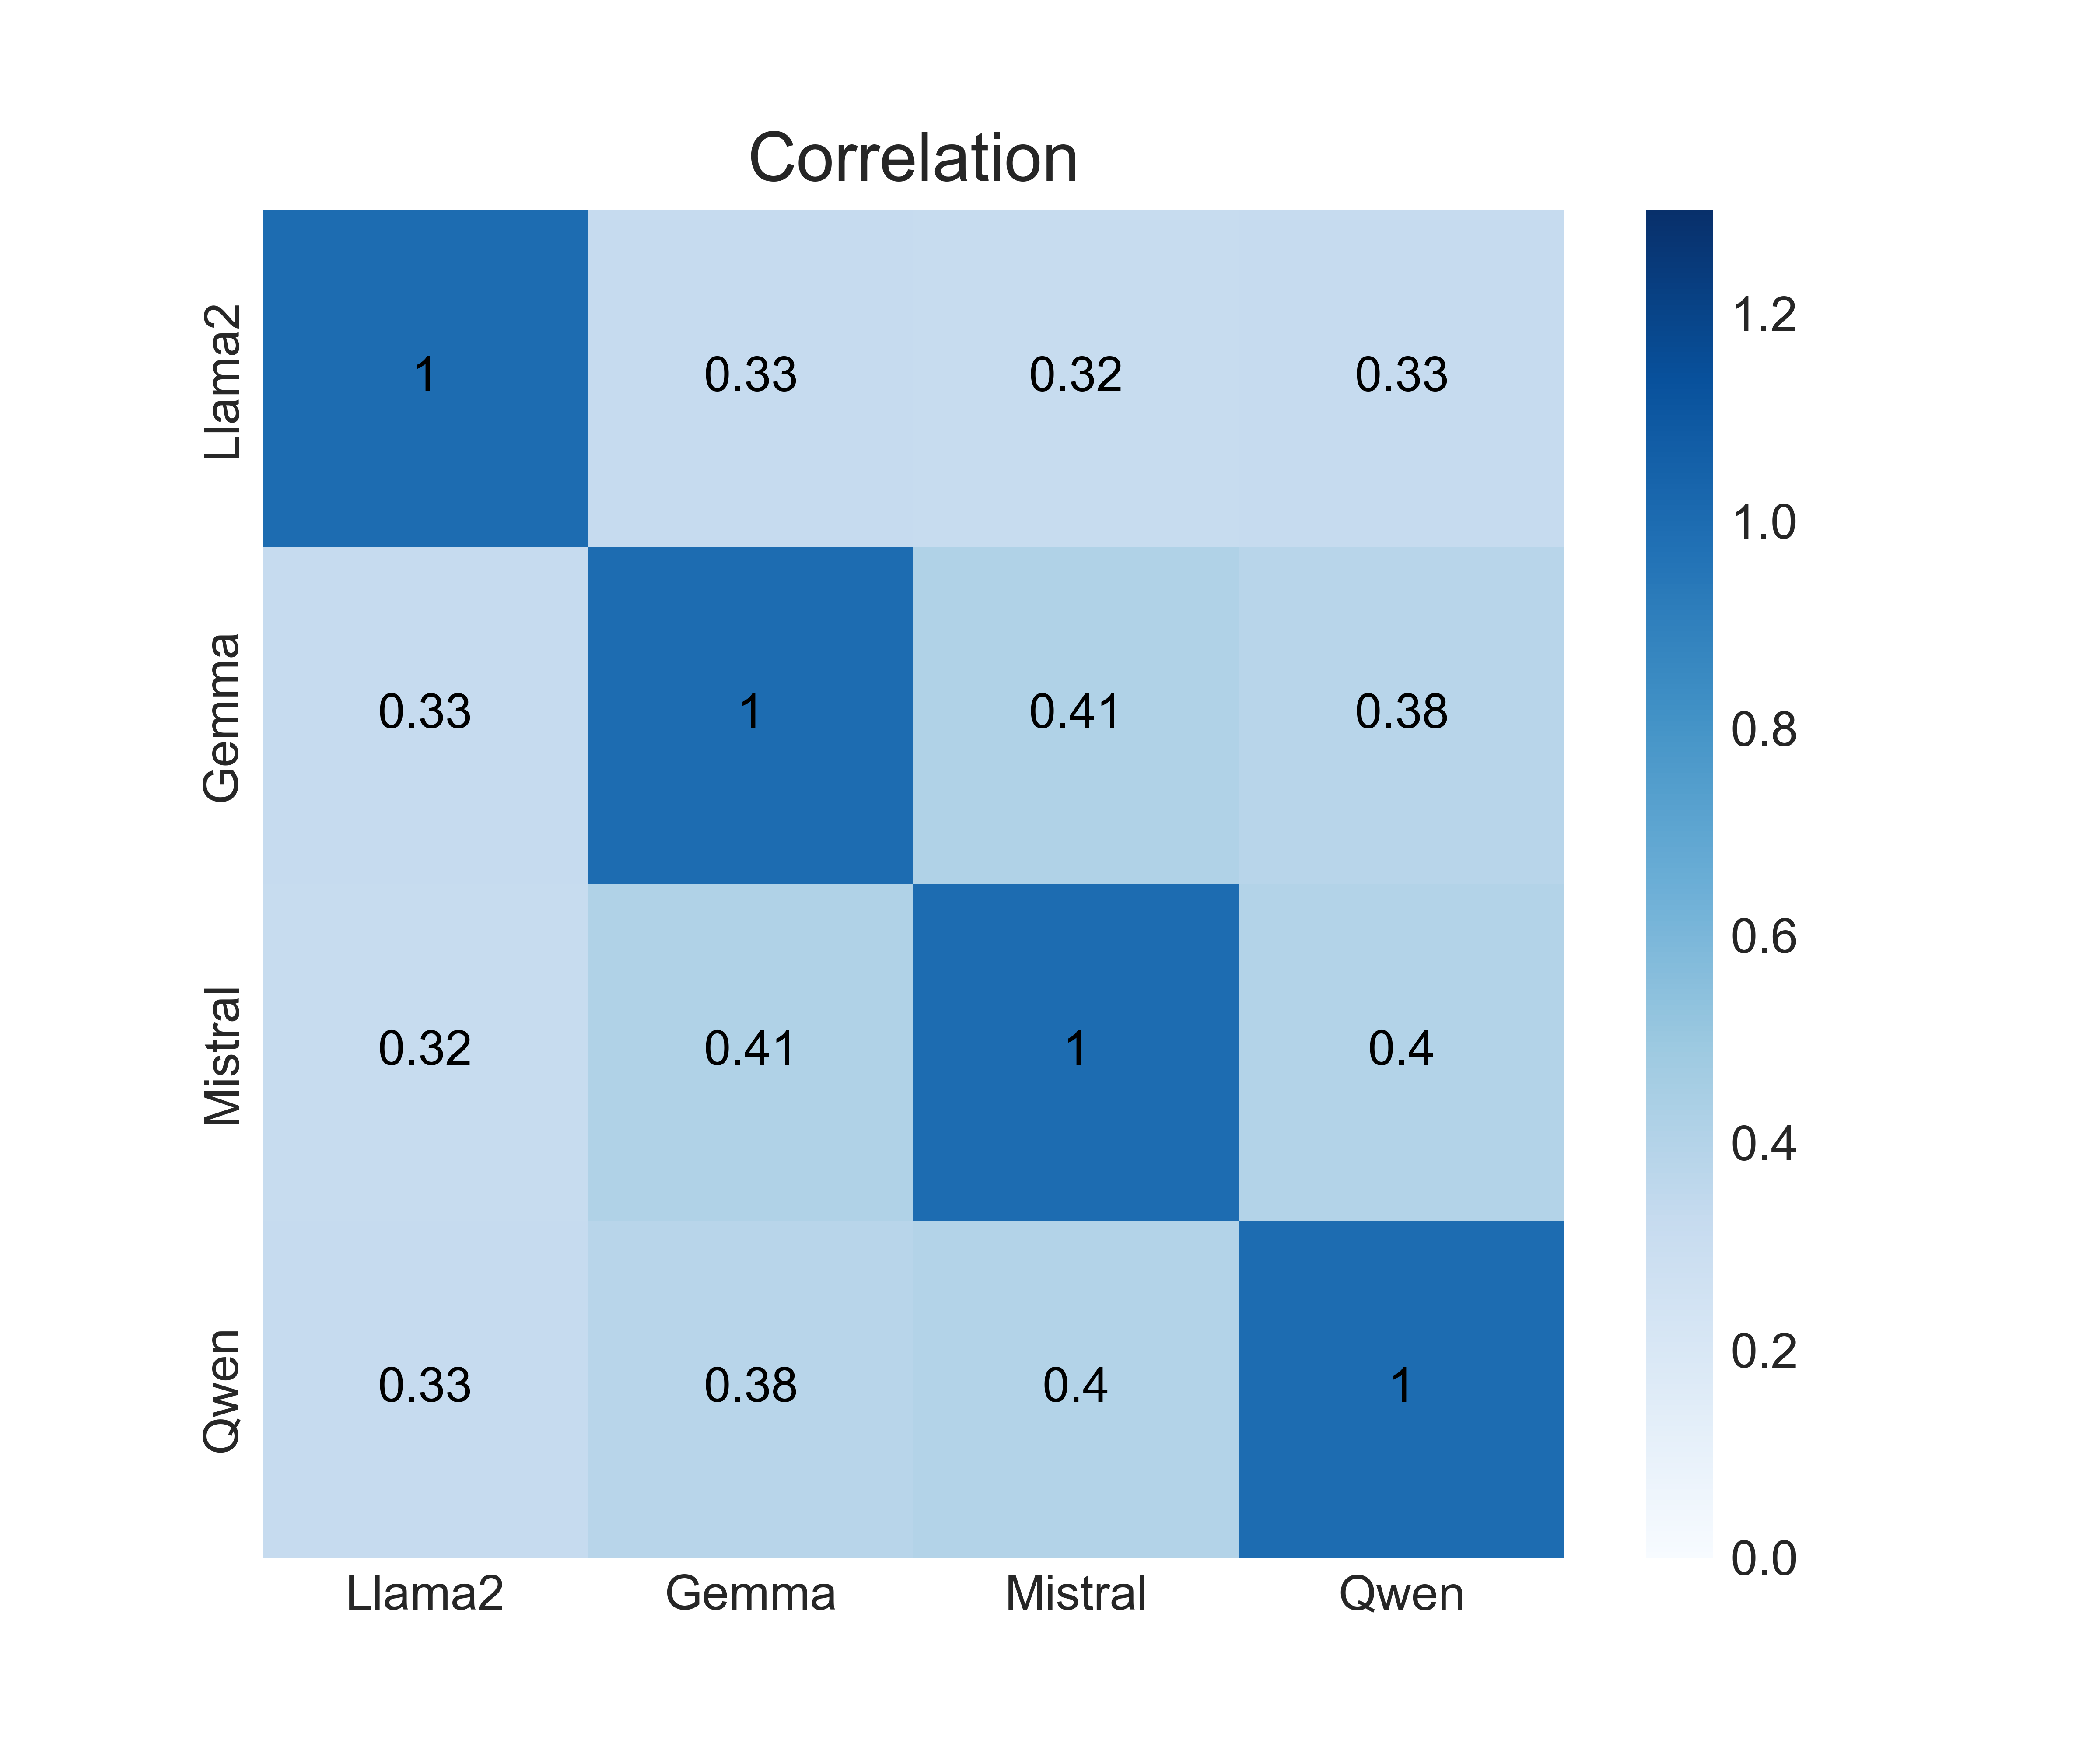 Correlation
Llama2 1 0.33 0.32 0.33
Gemma 0.33 1 0.41 0.38
Mistral 0.32 0.41 1 0.4
Qwen 0.33 0.38 0.4 1
Llama2 Gemma Mistral Qwen
1.2
1.0
0.8
0.6
0.4
0.2
0.0